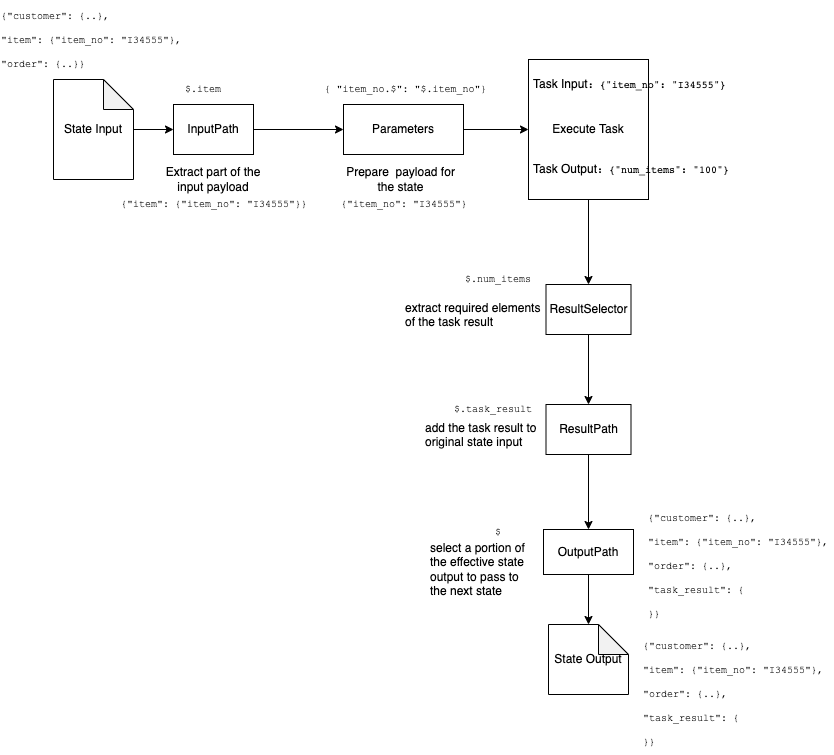 {"customer": {..},
"item": {"item_no": "I34555"},
"order": {..}}
State Input
$.item
InputPath
Extract part of the
input payload
{"item": {"item_no": "I34555"}}
{ "item_no.$": "$.item_no"}
Parameters
Prepare payload for
the state
{"item_no": "I34555"}
Task Input: {"item_no": "I34555"}
Execute Task
Task Output: {"num_items": "100"}
$.num_items
extract required elements
of the task result
ResultSelector
$.task_result
add the task result to
original state input
ResultPath
$
select a portion of
the effective state
output to pass to
the next state
OutputPath
{"customer": {..},
"item": {"item_no": "I34555"},
"order": {..},
"task_result": {
}}
State Output
{"customer": {..},
"item": {"item_no": "I34555"},
"order": {..},
"task_result": {
}}